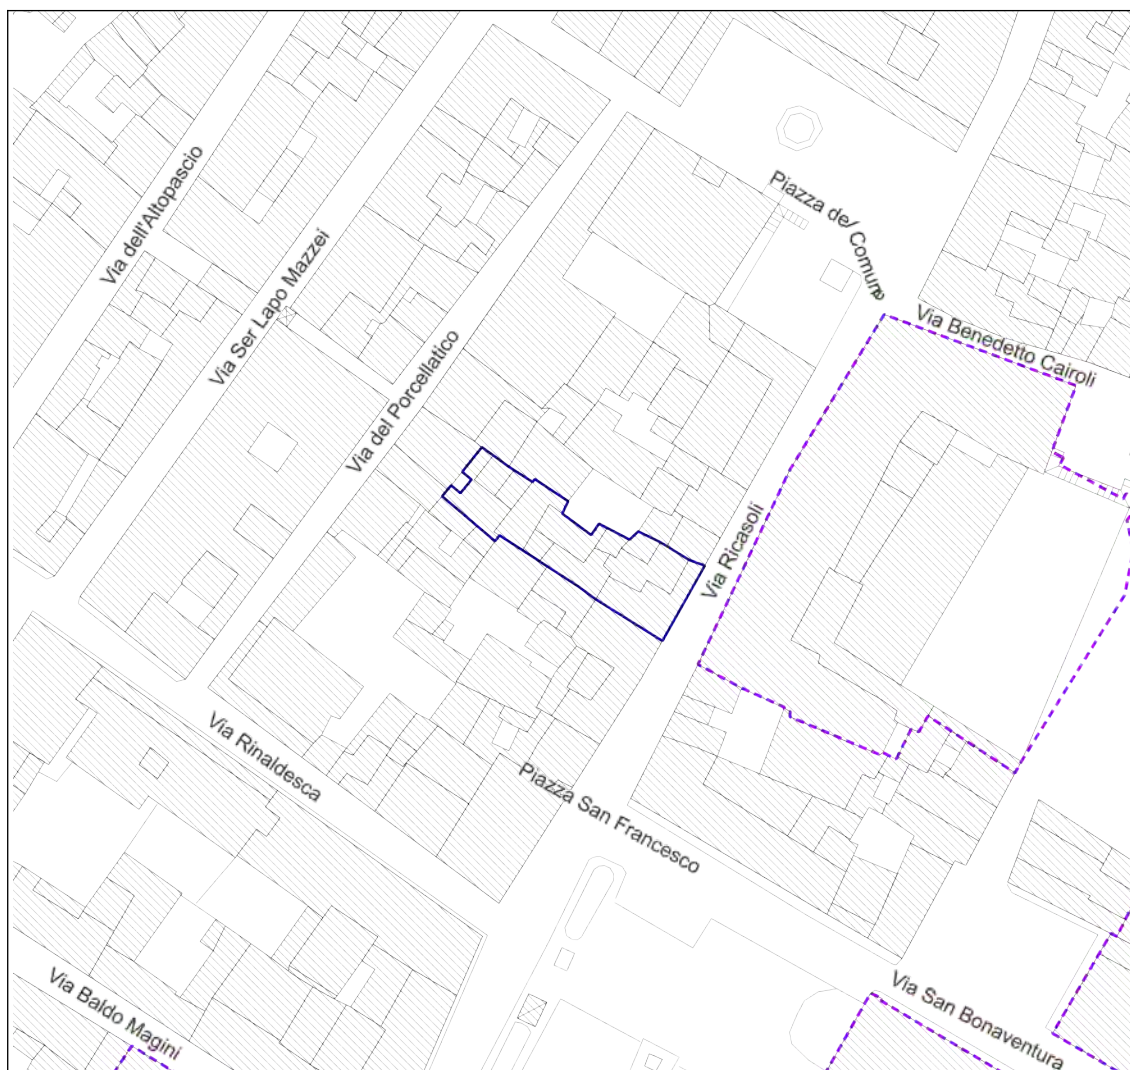 Via dell'Altopascio
Via Ser Lapo Mazzei
Via del Porcellatico
Piazza del Comune
Via Benedetto Cairoli
Via Ricasoli
Via Rinaldesca
Piazza San Francesco
Via Baldo Magini
Via San Bonaventura